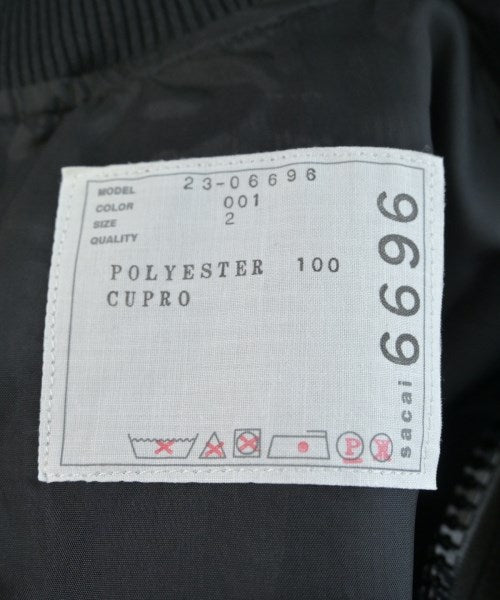 MODEL 23-06696
COLOR 001
SIZE 2
QUALITY
POLYESTER 100
CUPRO
sacai 6696
P
W